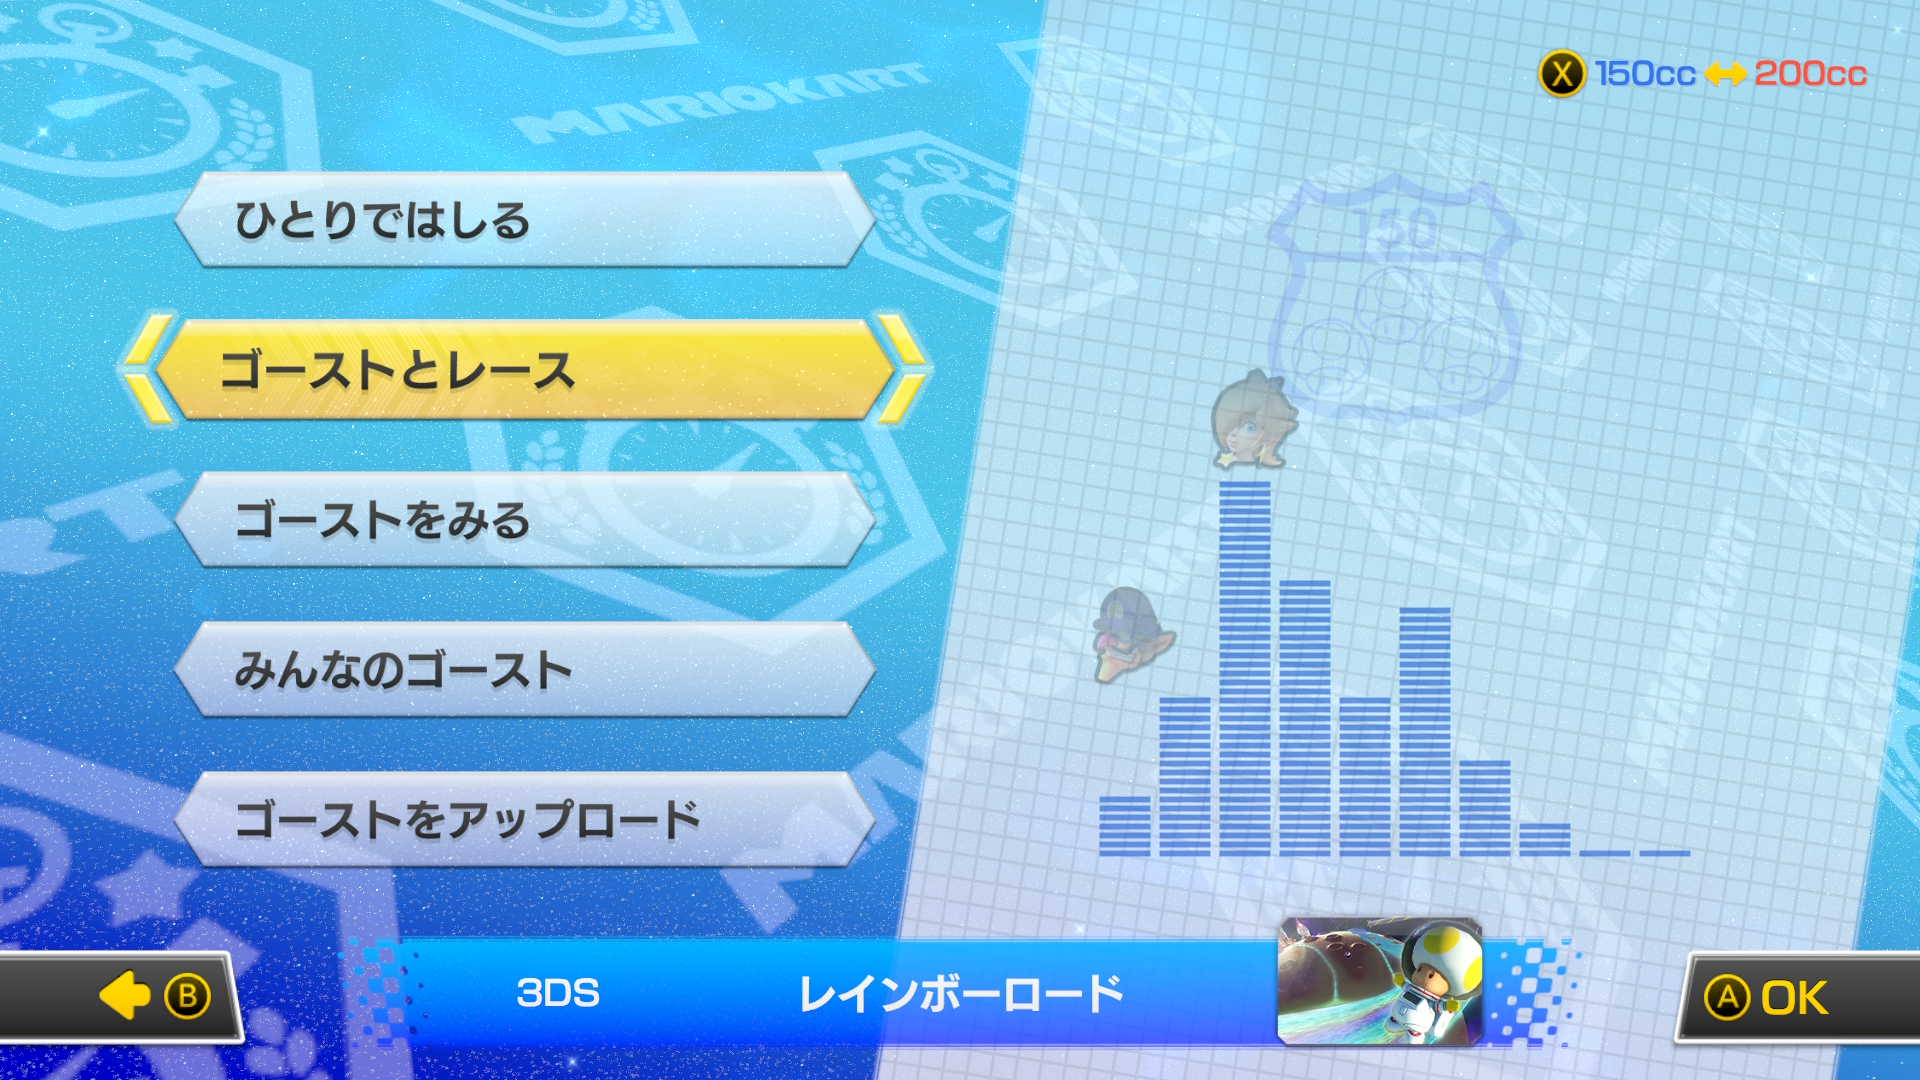 X 150cc ↔ 200cc
MARIOKART
150
ひとりではしる
ゴーストとレース
ゴーストをみる
みんなのゴースト
ゴーストをアップロード
B
3DS レインボーロード
A OK